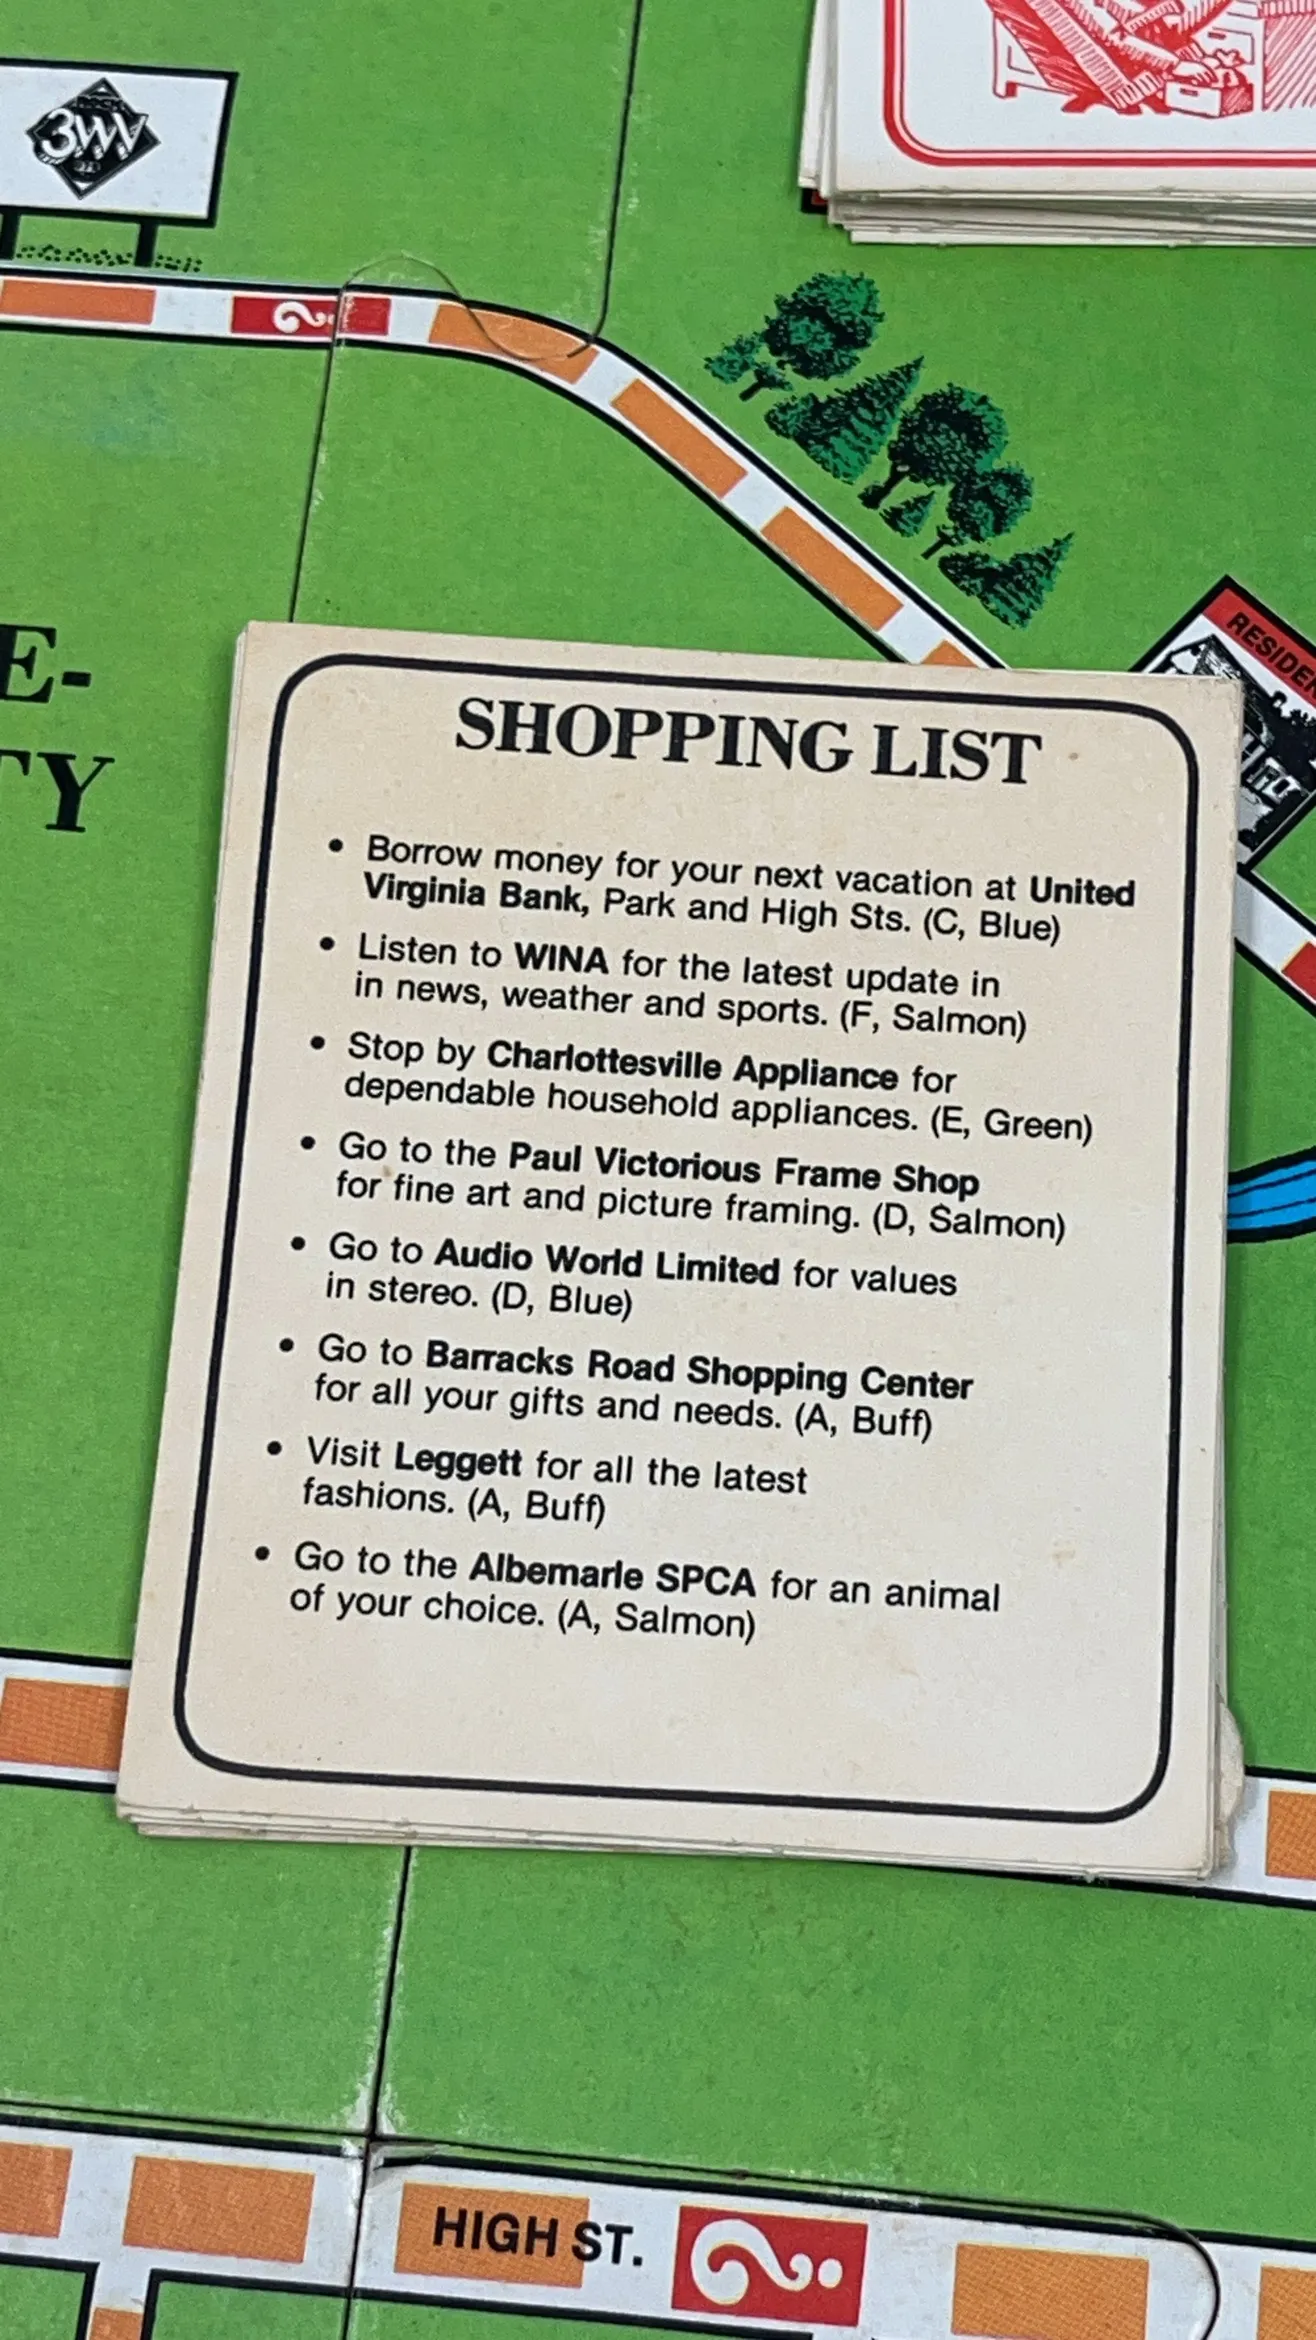 3WV
RESIDEN
E-
TY
SHOPPING LIST
• Borrow money for your next vacation at United
Virginia Bank, Park and High Sts. (C, Blue)
• Listen to WINA for the latest update in
in news, weather and sports. (F, Salmon)
• Stop by Charlottesville Appliance for
dependable household appliances. (E, Green)
• Go to the Paul Victorious Frame Shop
for fine art and picture framing. (D, Salmon)
• Go to Audio World Limited for values
in stereo. (D, Blue)
• Go to Barracks Road Shopping Center
for all your gifts and needs. (A, Buff)
• Visit Leggett for all the latest
fashions. (A, Buff)
• Go to the Albemarle SPCA for an animal
of your choice. (A, Salmon)
HIGH ST. ?